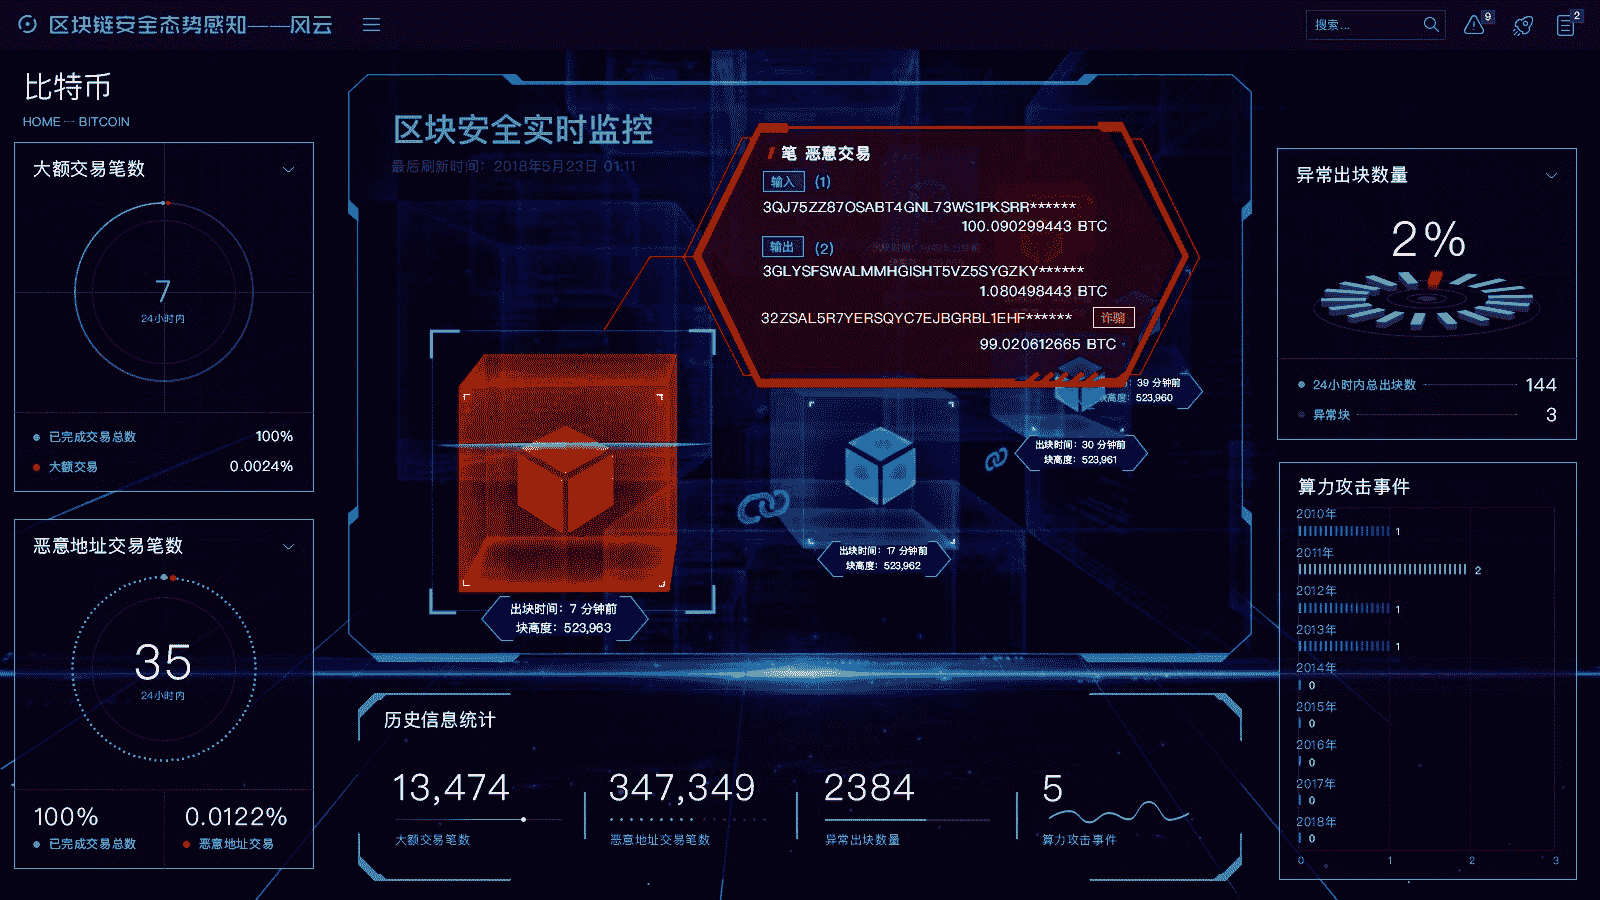 区块链安全态势感知——风云
搜索...
9
2
比特币
HOME — BITCOIN
大额交易笔数
7
24小时内
已完成交易总数 100%
大额交易 0.0024%
恶意地址交易笔数
35
24小时内
100%
已完成交易总数
0.0122%
恶意地址交易
区块安全实时监控
最后刷新时间：2018年5月23日 01:11
1 笔 恶意交易
输入 (1)
3QJ75ZZ87OSABT4GNL73WS1PKSRR******
100.090299443 BTC
输出 (2)
3GLYSFSWALMMHGISHT5VZ5SYGZKY******
1.080498443 BTC
32ZSAL5R7YERSQYC7EJBGRBL1EHF****** 诈骗
99.020612665 BTC
39 分钟前
块高度：523,960
出块时间：30 分钟前
块高度：523,961
出块时间：17 分钟前
块高度：523,962
出块时间：7 分钟前
块高度：523,963
历史信息统计
13,474
大额交易笔数
347,349
恶意地址交易笔数
2384
异常出块数量
5
算力攻击事件
异常出块数量
2%
24小时内总出块数 144
异常块 3
算力攻击事件
2010年
1
2011年
2
2012年
1
2013年
1
2014年
0
2015年
0
2016年
0
2017年
0
2018年
0
0 1 2 3